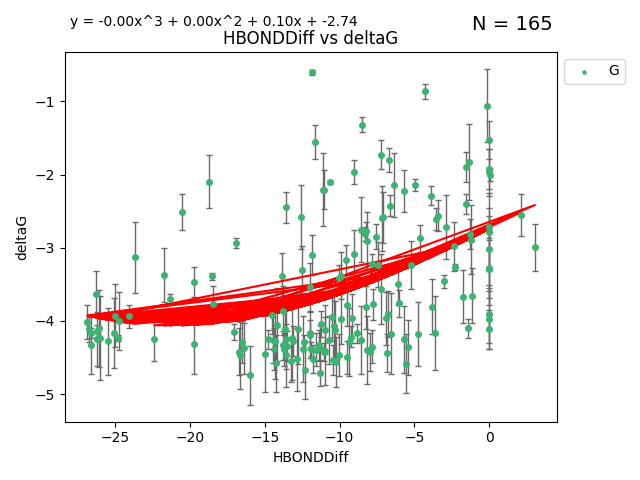 y = -0.00x^3 + 0.00x^2 + 0.10x + -2.74
N = 165
HBONDDiff vs deltaG
G
deltaG
−1
−2
−3
−4
−5
−25 −20 −15 −10 −5 0
HBONDDiff